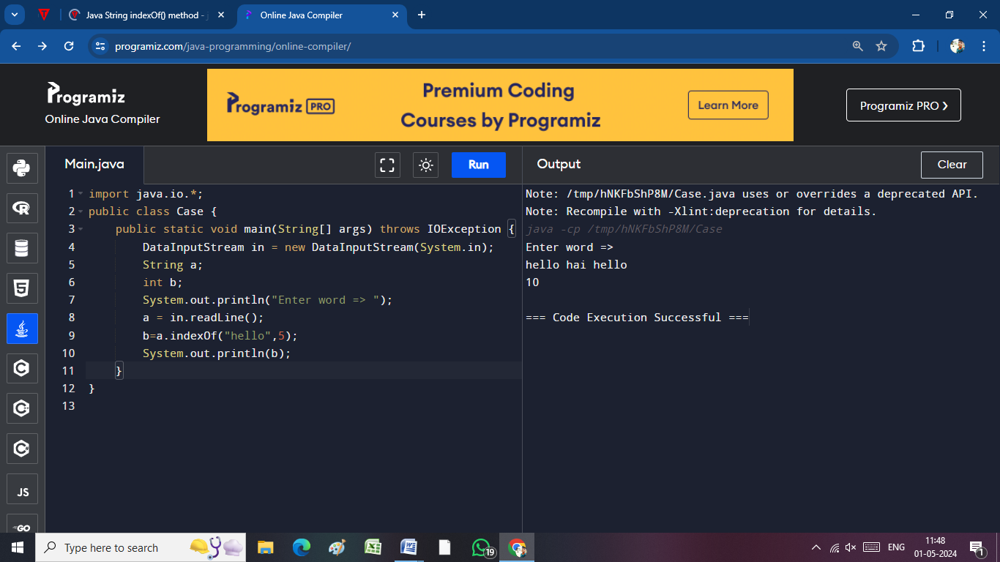 Java String indexOf() method - j
Online Java Compiler
programiz.com/java-programming/online-compiler/
Programiz
Online Java Compiler
Programiz PRO
Premium Coding
Courses by Programiz
Learn More
Programiz PRO ❯
Main.java
Run
Output
Clear
1 import java.io.*;
2 public class Case {
3     public static void main(String[] args) throws IOException {
4         DataInputStream in = new DataInputStream(System.in);
5         String a;
6         int b;
7         System.out.println("Enter word => ");
8         a = in.readLine();
9         b=a.indexOf("hello",5);
10         System.out.println(b);
11     }
12 }
13
Note: /tmp/hNKFbShP8M/Case.java uses or overrides a deprecated API.
Note: Recompile with -Xlint:deprecation for details.
java -cp /tmp/hNKFbShP8M/Case
Enter word =>
hello hai hello
10
=== Code Execution Successful ===
JS
GO
Type here to search
19
ENG
11:48
01-05-2024
1